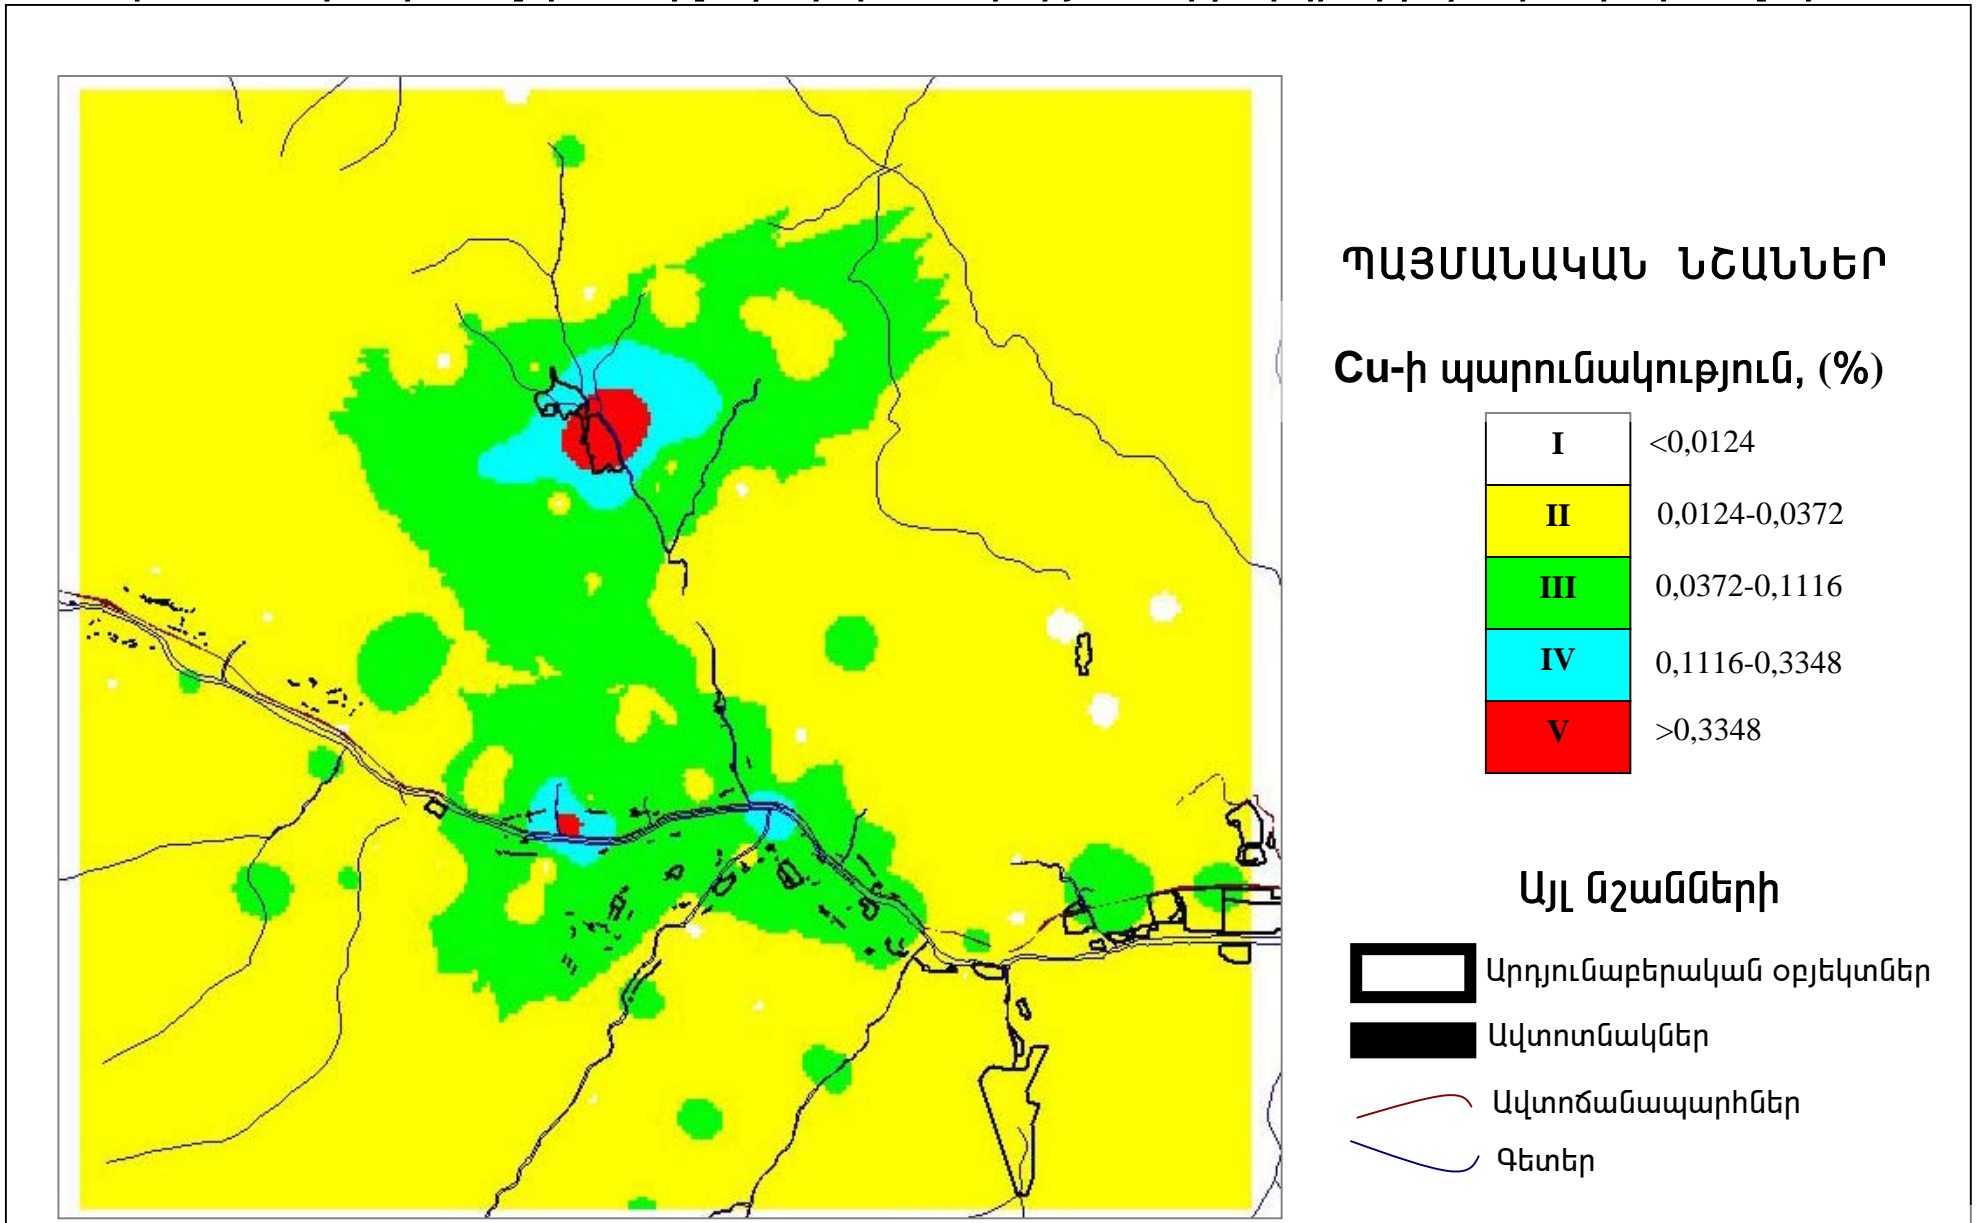 ՊԱՅՄԱՆԱԿԱՆ ՆՇԱՆՆԵՐ
Cu-ի պարունակություն, (%)
I <0,0124
II 0,0124-0,0372
III 0,0372-0,1116
IV 0,1116-0,3348
V >0,3348
Այլ նշանների
Արդյունաբերական օբյեկտներ
Ավտոտնակներ
Ավտոճանապարհներ
Գետեր